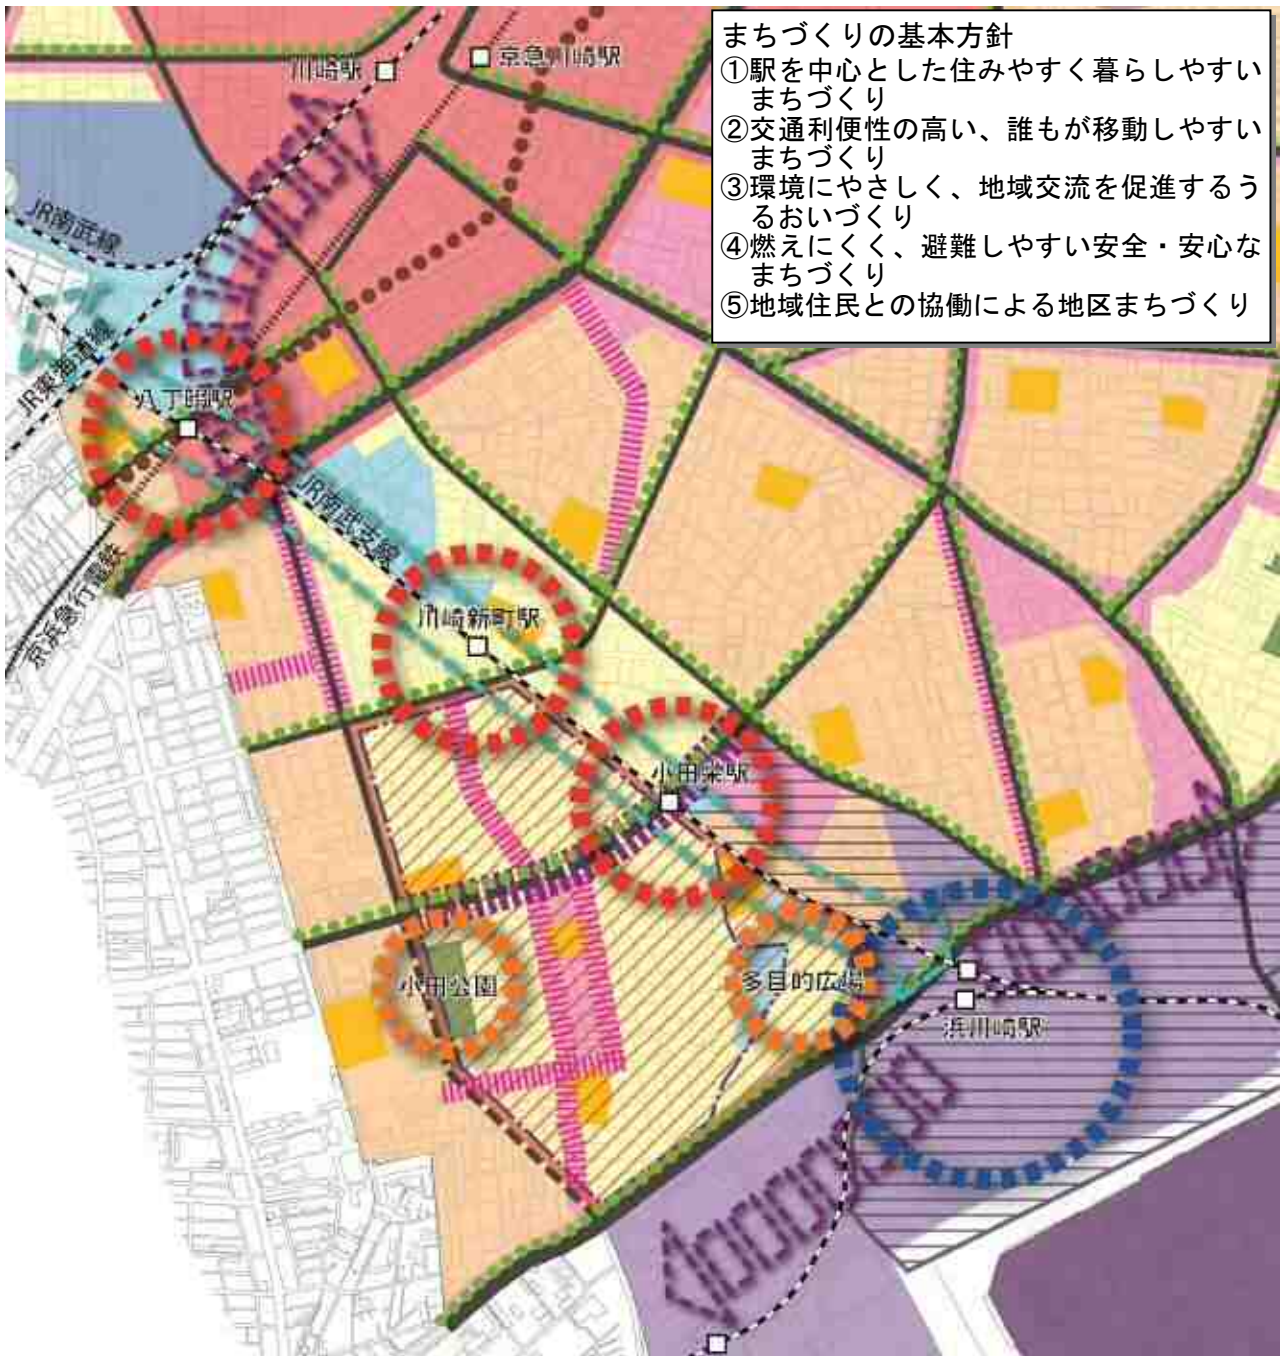 まちづくりの基本方針
①駅を中心とした住みやすく暮らしやすい
まちづくり
②交通利便性の高い、誰もが移動しやすい
まちづくり
③環境にやさしく、地域交流を促進するう
るおいづくり
④燃えにくく、避難しやすい安全・安心な
まちづくり
⑤地域住民との協働による地区まちづくり
川崎駅
京急川崎駅
JR南武線
JR東海道線
八丁畷駅
JR南武支線
京浜急行電鉄
川崎新町駅
小田栄駅
小田公園
多目的広場
浜川崎駅